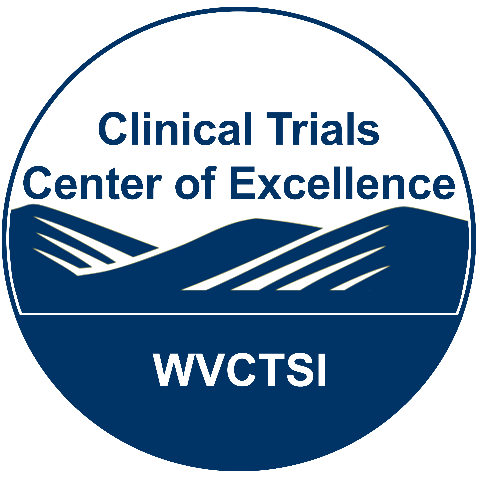 Clinical Trials
Center of Excellence
WVCTSI